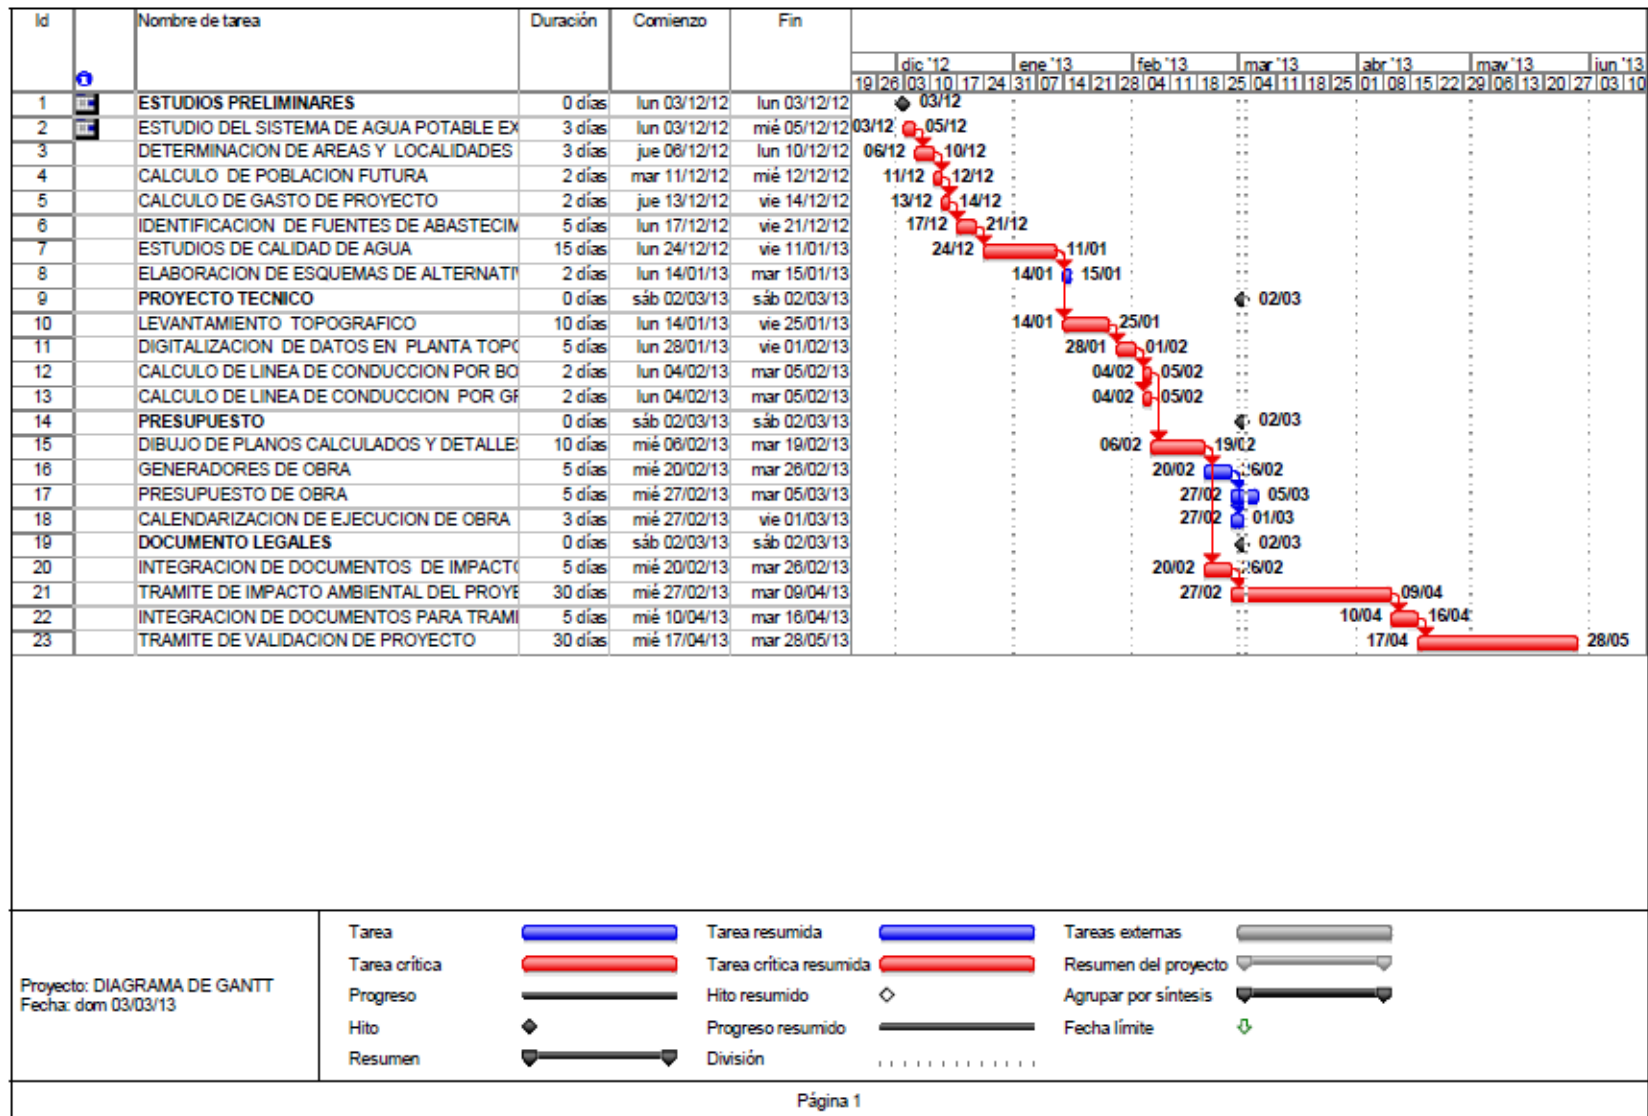 Id Nombre de tarea Duración Comienzo Fin
dic '12 ene '13 feb '13 mar '13 abr '13 may '13 jun '13
19 26 03 10 17 24 31 07 14 21 28 04 11 18 25 04 11 18 25 01 08 15 22 29 06 13 20 27 03 10
1 ESTUDIOS PRELIMINARES 0 días lun 03/12/12 lun 03/12/12 03/12
2 ESTUDIO DEL SISTEMA DE AGUA POTABLE EX 3 días lun 03/12/12 mié 05/12/12 03/12 05/12
3 DETERMINACION DE AREAS Y LOCALIDADES 3 días jue 06/12/12 lun 10/12/12 06/12 10/12
4 CALCULO DE POBLACION FUTURA 2 días mar 11/12/12 mié 12/12/12 11/12 12/12
5 CALCULO DE GASTO DE PROYECTO 2 días jue 13/12/12 vie 14/12/12 13/12 14/12
6 IDENTIFICACION DE FUENTES DE ABASTECIM 5 días lun 17/12/12 vie 21/12/12 17/12 21/12
7 ESTUDIOS DE CALIDAD DE AGUA 15 días lun 24/12/12 vie 11/01/13 24/12 11/01
8 ELABORACION DE ESQUEMAS DE ALTERNATIV 2 días lun 14/01/13 mar 15/01/13 14/01 15/01
9 PROYECTO TECNICO 0 días sáb 02/03/13 sáb 02/03/13 02/03
10 LEVANTAMIENTO TOPOGRAFICO 10 días lun 14/01/13 vie 25/01/13 14/01 25/01
11 DIGITALIZACION DE DATOS EN PLANTA TOPO 5 días lun 28/01/13 vie 01/02/13 28/01 01/02
12 CALCULO DE LINEA DE CONDUCCION POR BO 2 días lun 04/02/13 mar 05/02/13 04/02 05/02
13 CALCULO DE LINEA DE CONDUCCION POR GR 2 días lun 04/02/13 mar 05/02/13 04/02 05/02
14 PRESUPUESTO 0 días sáb 02/03/13 sáb 02/03/13 02/03
15 DIBUJO DE PLANOS CALCULADOS Y DETALLES 10 días mié 06/02/13 mar 19/02/13 06/02 19/02
16 GENERADORES DE OBRA 5 días mié 20/02/13 mar 26/02/13 20/02 26/02
17 PRESUPUESTO DE OBRA 5 días mié 27/02/13 mar 05/03/13 27/02 05/03
18 CALENDARIZACION DE EJECUCION DE OBRA 3 días mié 27/02/13 vie 01/03/13 27/02 01/03
19 DOCUMENTO LEGALES 0 días sáb 02/03/13 sáb 02/03/13 02/03
20 INTEGRACION DE DOCUMENTOS DE IMPACTO 5 días mié 20/02/13 mar 26/02/13 20/02 26/02
21 TRAMITE DE IMPACTO AMBIENTAL DEL PROYE 30 días mié 27/02/13 mar 09/04/13 27/02 09/04
22 INTEGRACION DE DOCUMENTOS PARA TRAMI 5 días mié 10/04/13 mar 16/04/13 10/04 16/04
23 TRAMITE DE VALIDACION DE PROYECTO 30 días mié 17/04/13 mar 28/05/13 17/04 28/05
Proyecto: DIAGRAMA DE GANTT
Fecha: dom 03/03/13
Tarea Tarea resumida Tareas externas
Tarea crítica Tarea crítica resumida Resumen del proyecto
Progreso Hito resumido Agrupar por síntesis
Hito Progreso resumido Fecha límite
Resumen División
Página 1